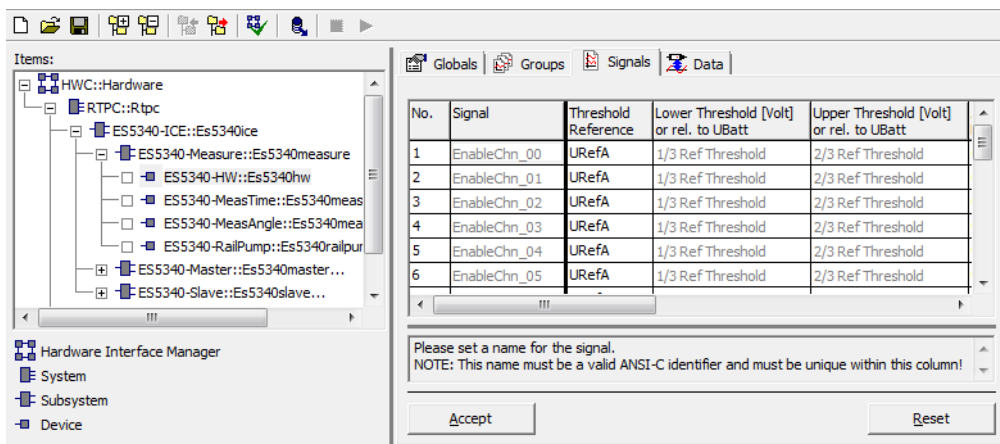 Items:
HWC::Hardware
RTPC::Rtpc
ES5340-ICE::Es5340ice
ES5340-Measure::Es5340measure
ES5340-HW::Es5340hw
ES5340-MeasTime::Es5340meas
ES5340-MeasAngle::Es5340mea
ES5340-RailPump::Es5340railpur
ES5340-Master::Es5340master...
ES5340-Slave::Es5340slave...
Hardware Interface Manager
System
Subsystem
Device
Globals Groups Signals Data
No. Signal Threshold Reference Lower Threshold [Volt] or rel. to UBatt Upper Threshold [Volt] or rel. to UBatt
1 EnableChn_00 URefA 1/3 Ref Threshold 2/3 Ref Threshold
2 EnableChn_01 URefA 1/3 Ref Threshold 2/3 Ref Threshold
3 EnableChn_02 URefA 1/3 Ref Threshold 2/3 Ref Threshold
4 EnableChn_03 URefA 1/3 Ref Threshold 2/3 Ref Threshold
5 EnableChn_04 URefA 1/3 Ref Threshold 2/3 Ref Threshold
6 EnableChn_05 URefA 1/3 Ref Threshold 2/3 Ref Threshold
Please set a name for the signal.
NOTE: This name must be a valid ANSI-C identifier and must be unique within this column!
Accept Reset